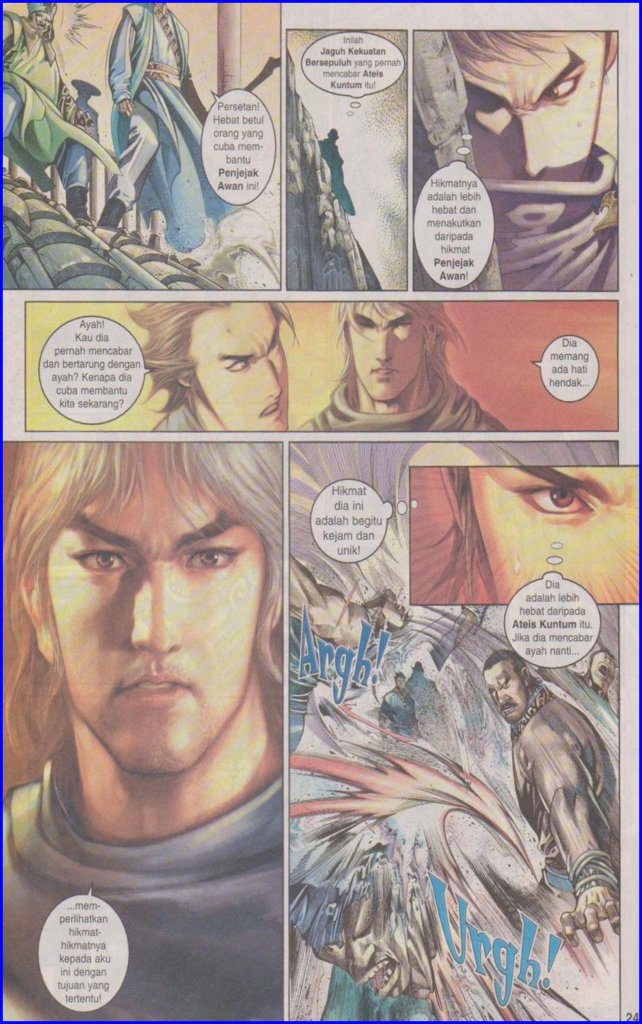 Persetan!
Hebat betul
orang yang
cuba mem-
bantu
Penjejak
Awan ini!
Inilah
Jaguh Kekuatan
Bersepuluh yang pernah
mencabar Ateis
Kuntum itu!
Hikmatnya
adalah lebih
hebat dan
menakutkan
daripada
hikmat
Penjejak
Awan!
Ayah!
Kau dia
pernah mencabar
dan bertarung dengan
ayah? Kenapa dia
cuba membantu
kita sekarang?
Dia
memang
ada hati
hendak...
...mem-
perlihatkan
hikmat-
hikmatnya
kepada aku
ini dengan
tujuan yang
tertentu!
Hikmat
dia ini
adalah begitu
kejam dan
unik!
Dia
adalah lebih
hebat daripada
Ateis Kuntum itu.
Jika dia mencabar
ayah nanti...
Argh!
Urgh!
24